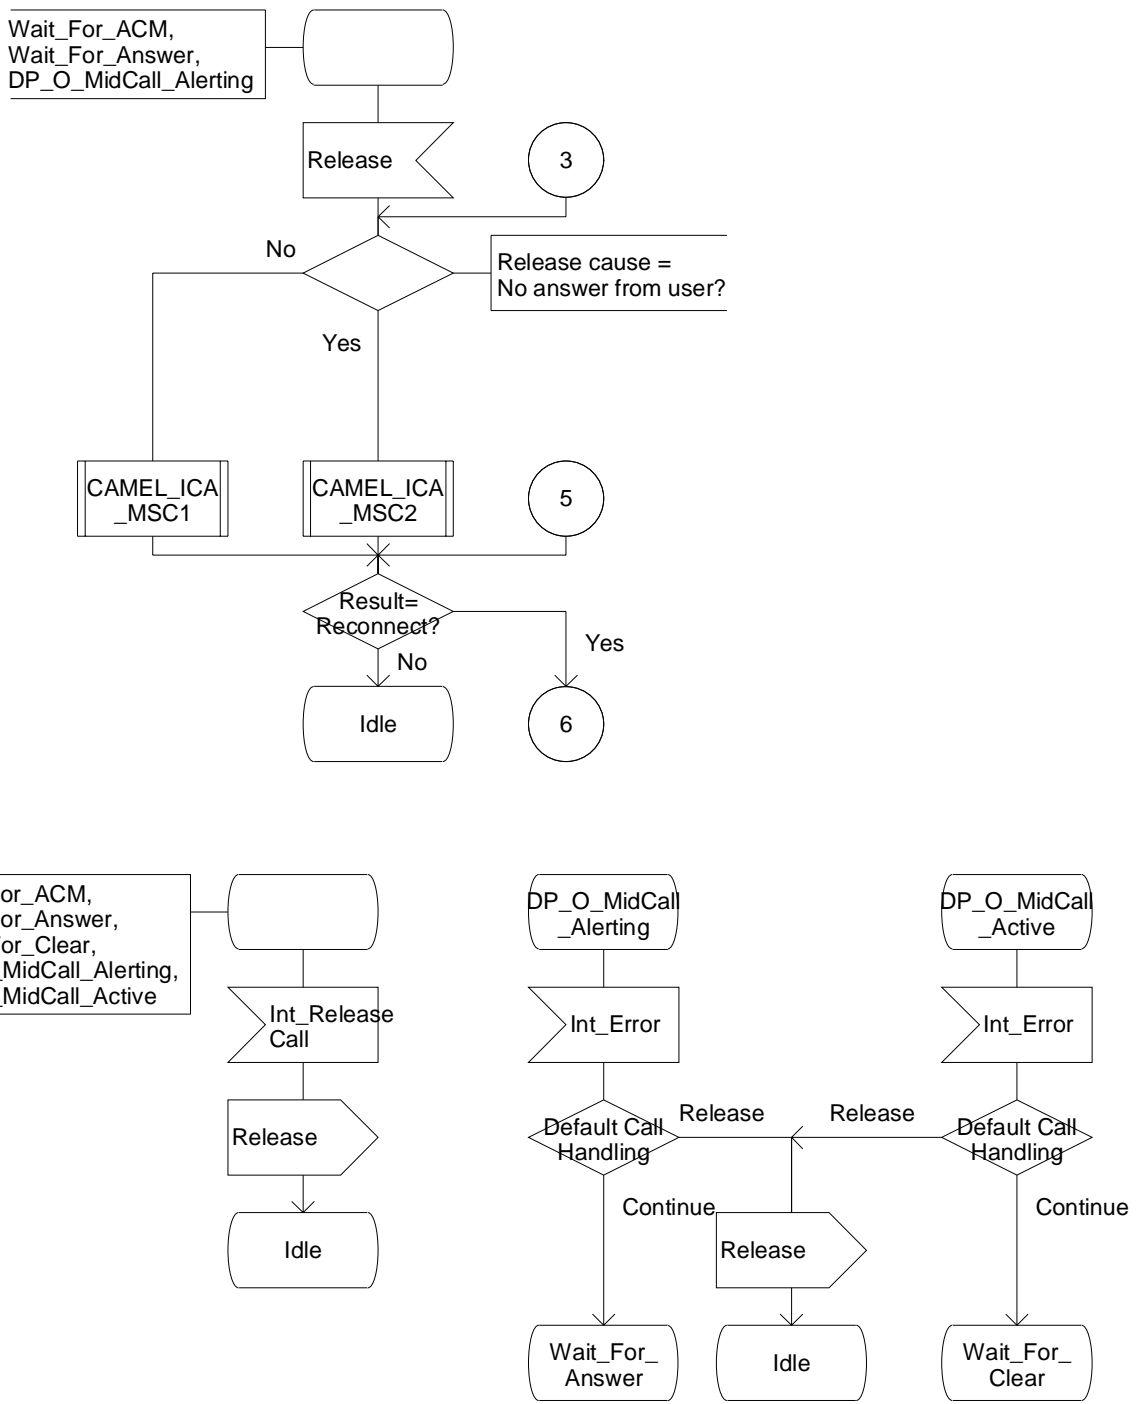 Wait_For_ACM,
Wait_For_Answer,
DP_O_MidCall_Alerting
Release
3
No
Release cause =
No answer from user?
Yes
CAMEL_ICA
_MSC1
CAMEL_ICA
_MSC2
5
Result=
Reconnect?
Yes
No
Idle
6
or_ACM,
or_Answer,
or_Clear,
_MidCall_Alerting,
_MidCall_Active
Int_Release
Call
Release
Idle
DP_O_MidCall
_Alerting
DP_O_MidCall
_Active
Int_Error
Int_Error
Default Call
Handling
Release
Release
Default Call
Handling
Continue
Continue
Release
Wait_For_
Answer
Idle
Wait_For_
Clear